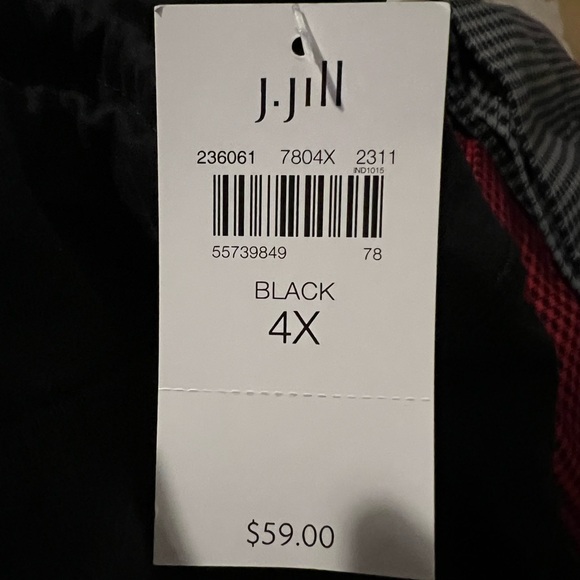 J.Jill
236061 7804X 2311
IND1015
55739849 78
BLACK
4X
$59.00